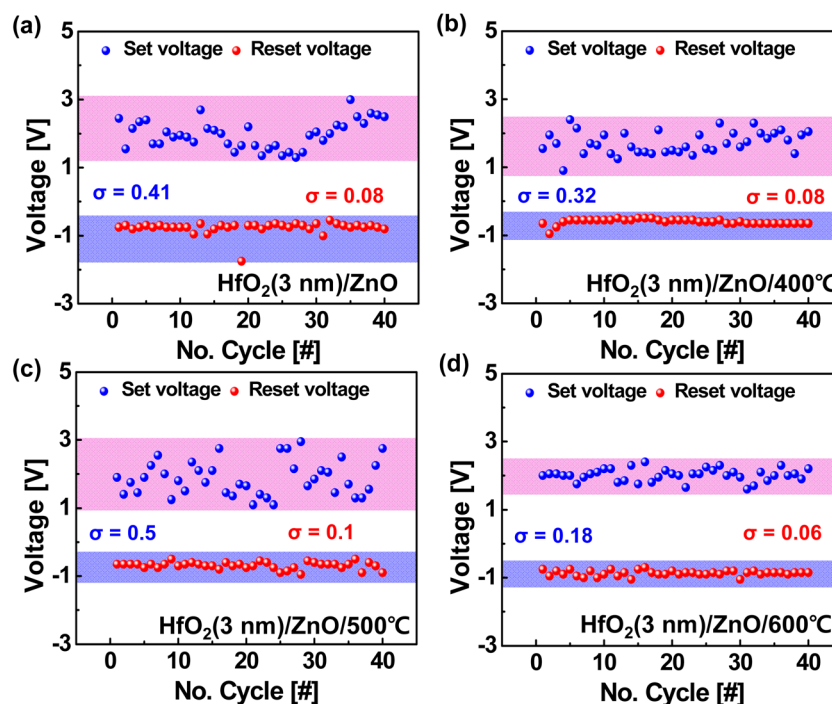 (a)
5
3
1
-1
-3
Voltage [V]
Set voltage Reset voltage
σ = 0.41 σ = 0.08
HfO₂(3 nm)/ZnO
0 10 20 30 40
No. Cycle [#]
(b)
5
3
1
-1
-3
Voltage [V]
Set voltage Reset voltage
σ = 0.32 σ = 0.08
HfO₂(3 nm)/ZnO/400℃
0 10 20 30 40
No. Cycle [#]
(c)
5
3
1
-1
-3
Voltage [V]
Set voltage Reset voltage
σ = 0.5 σ = 0.1
HfO₂(3 nm)/ZnO/500℃
0 10 20 30 40
No. Cycle [#]
(d)
5
3
1
-1
-3
Voltage [V]
Set voltage Reset voltage
σ = 0.18 σ = 0.06
HfO₂(3 nm)/ZnO/600℃
0 10 20 30 40
No. Cycle [#]